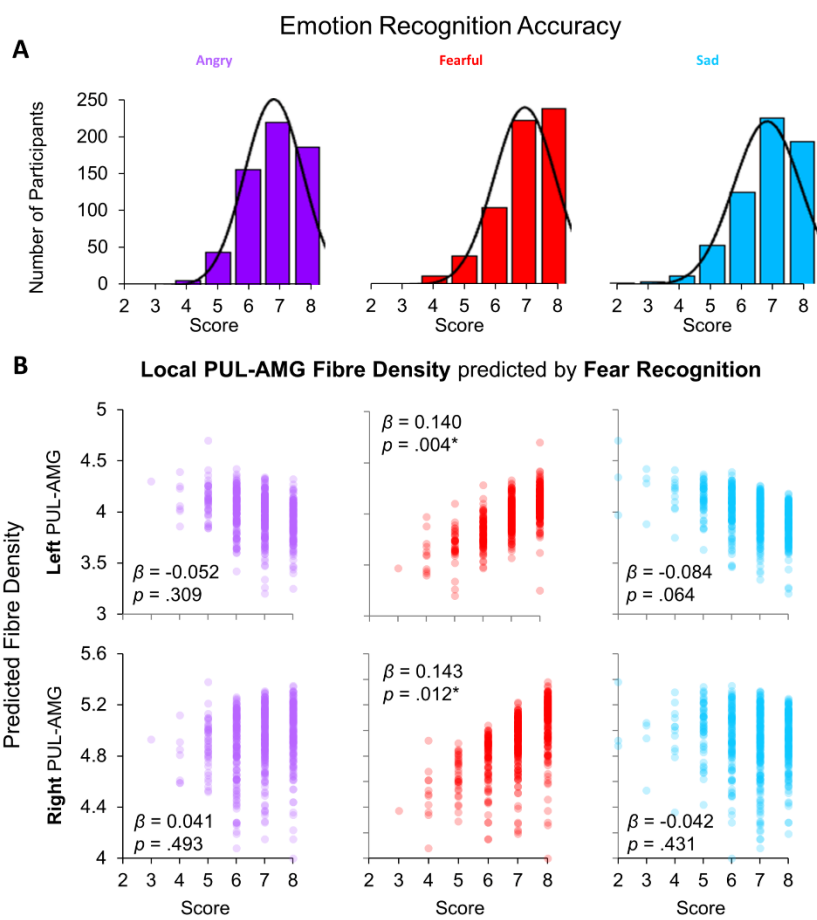 Emotion Recognition Accuracy
A
Angry
Fearful
Sad
Number of Participants
250
200
150
100
50
0
2 3 4 5 6 7 8
2 3 4 5 6 7 8
2 3 4 5 6 7 8
Score
Score
Score
B
Local PUL-AMG Fibre Density predicted by Fear Recognition
Predicted Fibre Density
Left PUL-AMG
5
4.5
4
3.5
3
β = -0.052
p = .309
β = 0.140
p = .004*
β = -0.084
p = .064
Right PUL-AMG
5.6
5.2
4.8
4.4
4
β = 0.041
p = .493
β = 0.143
p = .012*
β = -0.042
p = .431
2 3 4 5 6 7 8
2 3 4 5 6 7 8
2 3 4 5 6 7 8
Score
Score
Score